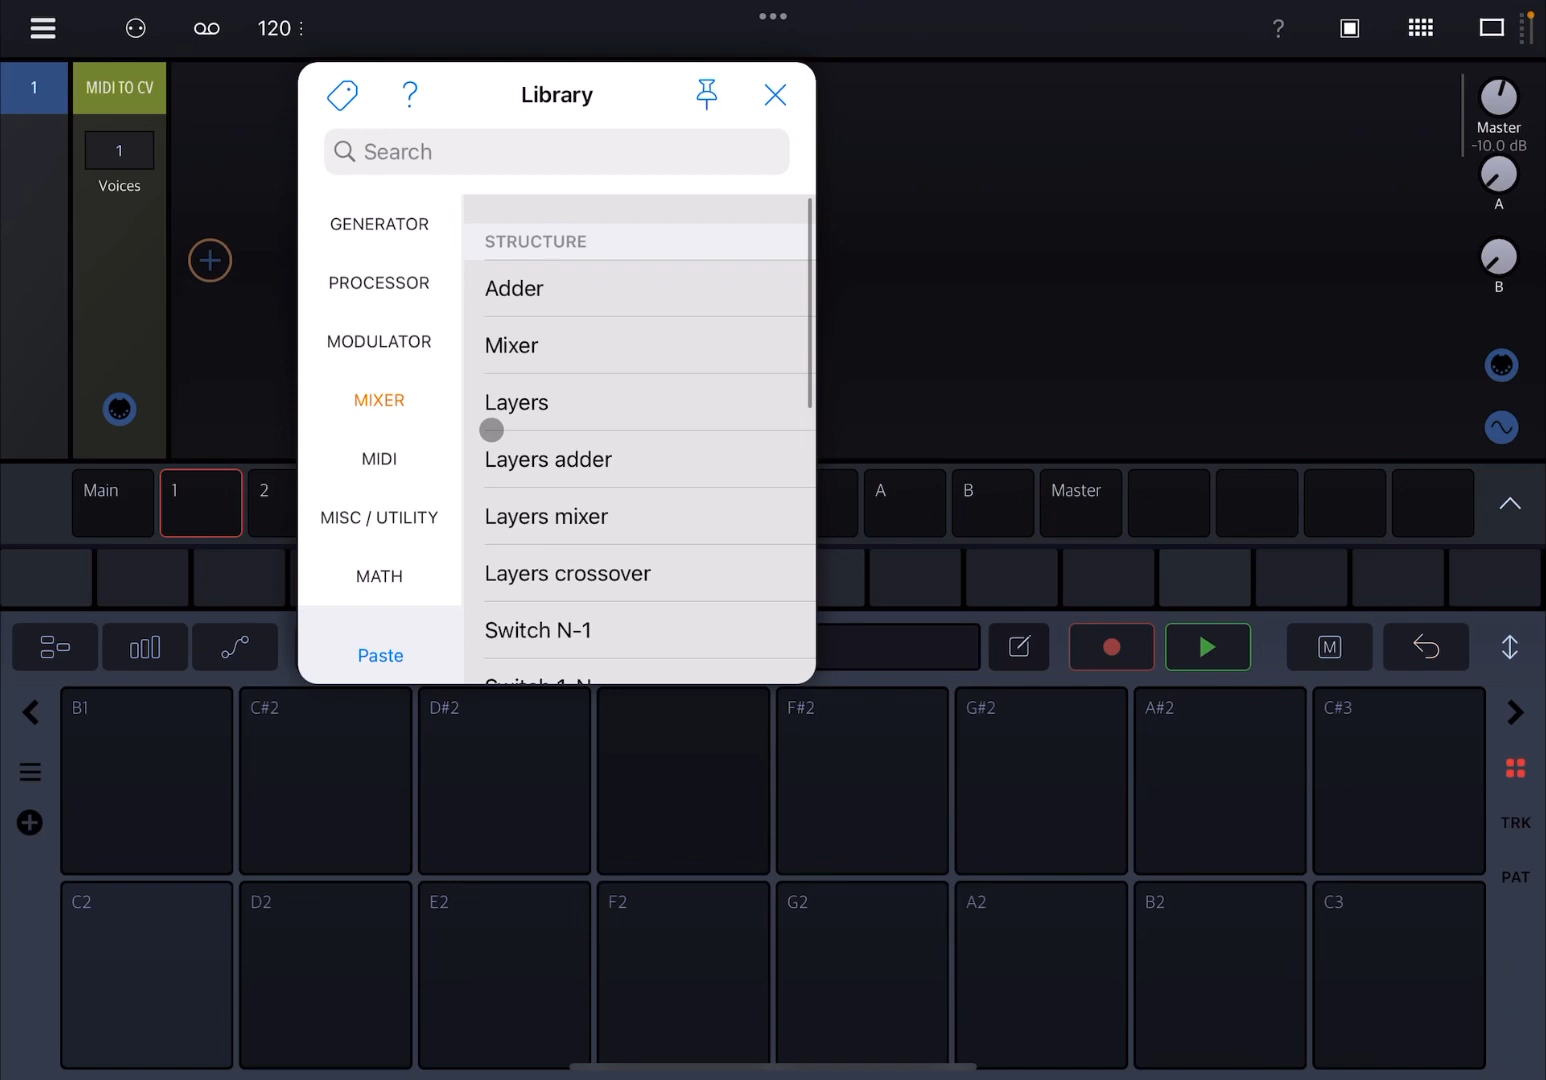 120
?
1
MIDI TO CV
1
Voices
?
Library
Search
GENERATOR
PROCESSOR
MODULATOR
MIXER
MIDI
MISC / UTILITY
MATH
Paste
STRUCTURE
Adder
Mixer
Layers
Layers adder
Layers mixer
Layers crossover
Switch N-1
Master
-10.0 dB
A
B
Main
1
2
A
B
Master
M
B1
C#2
D#2
F#2
G#2
A#2
C#3
TRK
PAT
C2
D2
E2
F2
G2
A2
B2
C3